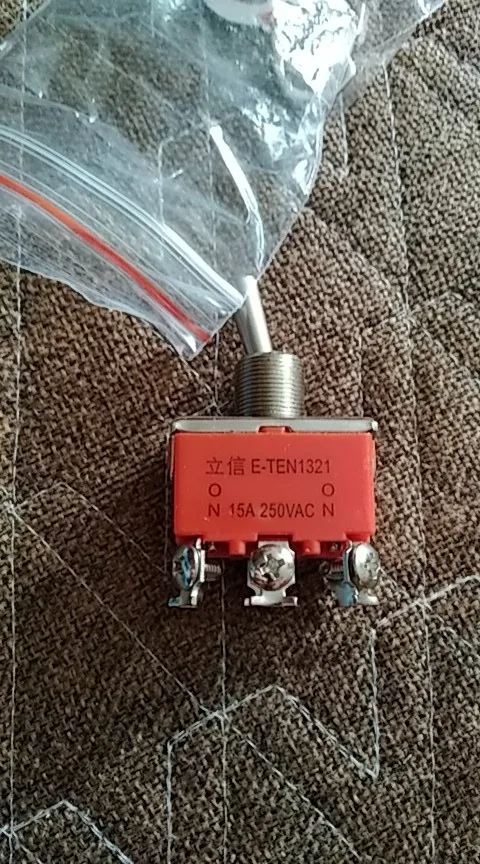 立信 E-TEN1321
O O
N 15A 250VAC N